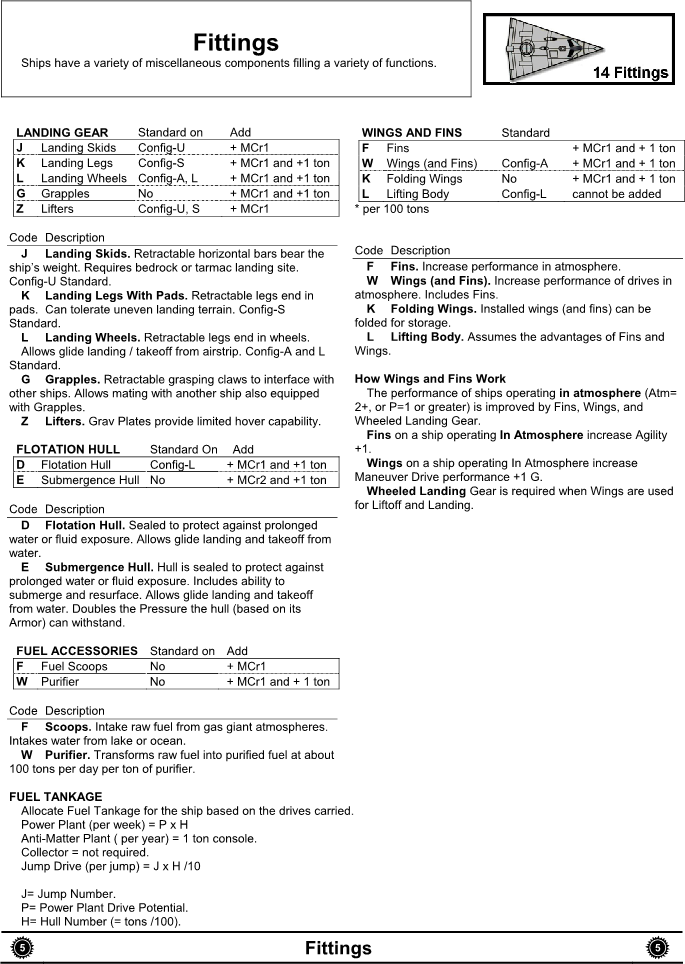 Fittings
Ships have a variety of miscellaneous components filling a variety of functions.
14 Fittings
LANDING GEAR Standard on Add
J Landing Skids Config-U + MCr1
K Landing Legs Config-S + MCr1 and +1 ton
L Landing Wheels Config-A, L + MCr1 and +1 ton
G Grapples No + MCr1 and +1 ton
Z Lifters Config-U, S + MCr1
Code Description
J Landing Skids. Retractable horizontal bars bear the
ship's weight. Requires bedrock or tarmac landing site.
Config-U Standard.
K Landing Legs With Pads. Retractable legs end in
pads. Can tolerate uneven landing terrain. Config-S
Standard.
L Landing Wheels. Retractable legs end in wheels.
Allows glide landing / takeoff from airstrip. Config-A and L
Standard.
G Grapples. Retractable grasping claws to interface with
other ships. Allows mating with another ship also equipped
with Grapples.
Z Lifters. Grav Plates provide limited hover capability.
FLOTATION HULL Standard On Add
D Flotation Hull Config-L + MCr1 and +1 ton
E Submergence Hull No + MCr2 and +1 ton
Code Description
D Flotation Hull. Sealed to protect against prolonged
water or fluid exposure. Allows glide landing and takeoff from
water.
E Submergence Hull. Hull is sealed to protect against
prolonged water or fluid exposure. Includes ability to
submerge and resurface. Allows glide landing and takeoff
from water. Doubles the Pressure the hull (based on its
Armor) can withstand.
FUEL ACCESSORIES Standard on Add
F Fuel Scoops No + MCr1
W Purifier No + MCr1 and + 1 ton
Code Description
F Scoops. Intake raw fuel from gas giant atmospheres.
Intakes water from lake or ocean.
W Purifier. Transforms raw fuel into purified fuel at about
100 tons per day per ton of purifier.
FUEL TANKAGE
Allocate Fuel Tankage for the ship based on the drives carried.
Power Plant (per week) = P x H
Anti-Matter Plant ( per year) = 1 ton console.
Collector = not required.
Jump Drive (per jump) = J x H /10
J= Jump Number.
P= Power Plant Drive Potential.
H= Hull Number (= tons /100).
WINGS AND FINS Standard
F Fins + MCr1 and + 1 ton
W Wings (and Fins) Config-A + MCr1 and + 1 ton
K Folding Wings No + MCr1 and + 1 ton
L Lifting Body Config-L cannot be added
* per 100 tons
Code Description
F Fins. Increase performance in atmosphere.
W Wings (and Fins). Increase performance of drives in
atmosphere. Includes Fins.
K Folding Wings. Installed wings (and fins) can be
folded for storage.
L Lifting Body. Assumes the advantages of Fins and
Wings.
How Wings and Fins Work
The performance of ships operating in atmosphere (Atm=
2+, or P=1 or greater) is improved by Fins, Wings, and
Wheeled Landing Gear.
Fins on a ship operating In Atmosphere increase Agility
+1.
Wings on a ship operating In Atmosphere increase
Maneuver Drive performance +1 G.
Wheeled Landing Gear is required when Wings are used
for Liftoff and Landing.
5 Fittings 5